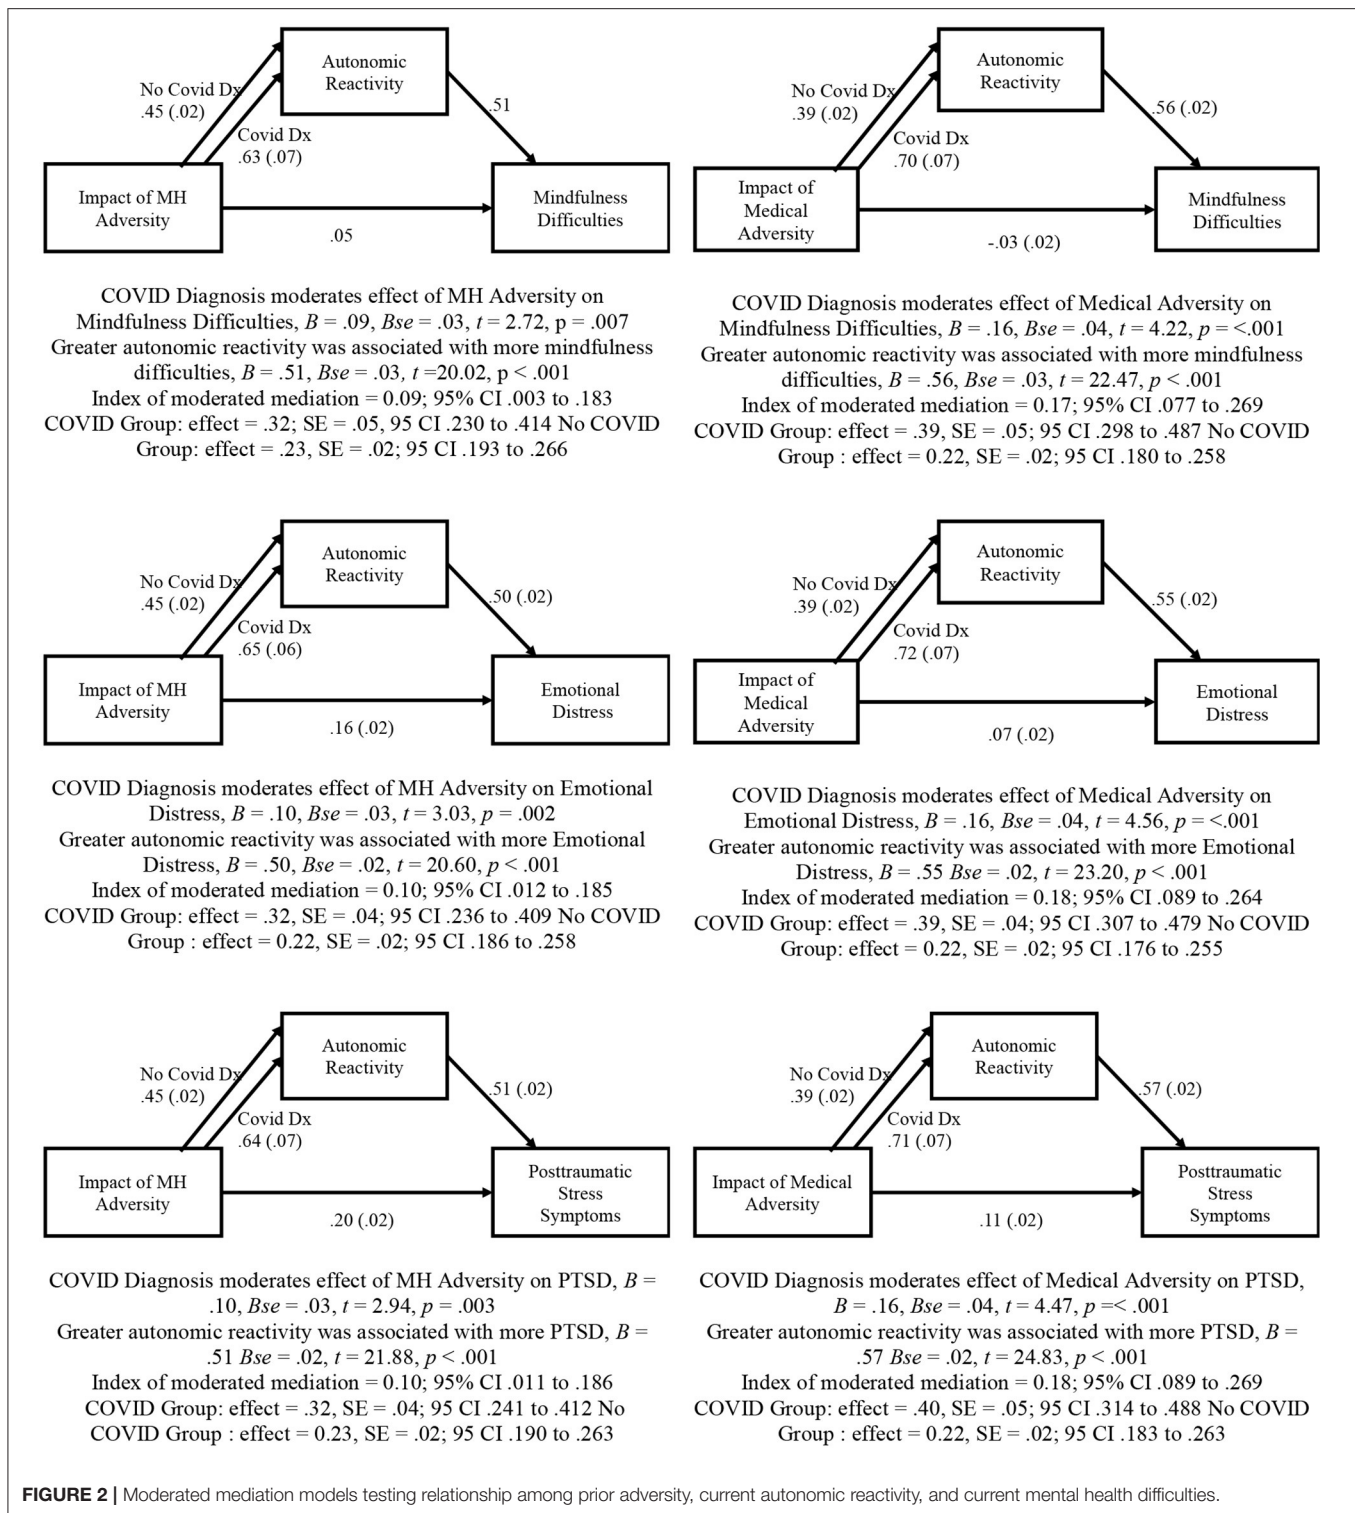 Autonomic
Reactivity
No Covid Dx
.45 (.02)
Covid Dx
.63 (.07)
.51
Impact of MH
Adversity
Mindfulness
Difficulties
.05
COVID Diagnosis moderates effect of MH Adversity on
Mindfulness Difficulties, B = .09, Bse = .03, t = 2.72, p = .007
Greater autonomic reactivity was associated with more mindfulness
difficulties, B = .51, Bse = .03, t =20.02, p < .001
Index of moderated mediation = 0.09; 95% CI .003 to .183
COVID Group: effect = .32; SE = .05, 95 CI .230 to .414 No COVID
Group: effect = .23, SE = .02; 95 CI .193 to .266
Autonomic
Reactivity
No Covid Dx
.39 (.02)
Covid Dx
.70 (.07)
.56 (.02)
Impact of
Medical
Adversity
Mindfulness
Difficulties
-.03 (.02)
COVID Diagnosis moderates effect of Medical Adversity on
Mindfulness Difficulties, B = .16, Bse = .04, t = 4.22, p = <.001
Greater autonomic reactivity was associated with more mindfulness
difficulties, B = .56, Bse = .03, t = 22.47, p < .001
Index of moderated mediation = 0.17; 95% CI .077 to .269
COVID Group: effect = .39, SE = .05; 95 CI .298 to .487 No COVID
Group : effect = 0.22, SE = .02; 95 CI .180 to .258
Autonomic
Reactivity
No Covid Dx
.45 (.02)
Covid Dx
.65 (.06)
.50 (.02)
Impact of MH
Adversity
Emotional
Distress
.16 (.02)
COVID Diagnosis moderates effect of MH Adversity on Emotional
Distress, B = .10, Bse = .03, t = 3.03, p = .002
Greater autonomic reactivity was associated with more Emotional
Distress, B = .50, Bse = .02, t = 20.60, p < .001
Index of moderated mediation = 0.10; 95% CI .012 to .185
COVID Group: effect = .32, SE = .04; 95 CI .236 to .409 No COVID
Group : effect = 0.22, SE = .02; 95 CI .186 to .258
Autonomic
Reactivity
No Covid Dx
.39 (.02)
Covid Dx
.72 (.07)
.55 (.02)
Impact of
Medical
Adversity
Emotional
Distress
.07 (.02)
COVID Diagnosis moderates effect of Medical Adversity on
Emotional Distress, B = .16, Bse = .04, t = 4.56, p = <.001
Greater autonomic reactivity was associated with more Emotional
Distress, B = .55 Bse = .02, t = 23.20, p < .001
Index of moderated mediation = 0.18; 95% CI .089 to .264
COVID Group: effect = .39, SE = .04; 95 CI .307 to .479 No COVID
Group: effect = 0.22, SE = .02; 95 CI .176 to .255
Autonomic
Reactivity
No Covid Dx
.45 (.02)
Covid Dx
.64 (.07)
.51 (.02)
Impact of MH
Adversity
Posttraumatic
Stress
Symptoms
.20 (.02)
COVID Diagnosis moderates effect of MH Adversity on PTSD, B =
.10, Bse = .03, t = 2.94, p = .003
Greater autonomic reactivity was associated with more PTSD, B =
.51 Bse = .02, t = 21.88, p < .001
Index of moderated mediation = 0.10; 95% CI .011 to .186
COVID Group: effect = .32, SE = .04; 95 CI .241 to .412 No
COVID Group : effect = 0.23, SE = .02; 95 CI .190 to .263
Autonomic
Reactivity
No Covid Dx
.39 (.02)
Covid Dx
.71 (.07)
.57 (.02)
Impact of Medical
Adversity
Posttraumatic
Stress
Symptoms
.11 (.02)
COVID Diagnosis moderates effect of Medical Adversity on PTSD,
B = .16, Bse = .04, t = 4.47, p =< .001
Greater autonomic reactivity was associated with more PTSD, B =
.57 Bse = .02, t = 24.83, p < .001
Index of moderated mediation = 0.18; 95% CI .089 to .269
COVID Group: effect = .40, SE = .05; 95 CI .314 to .488 No COVID
Group : effect = 0.22, SE = .02; 95 CI .183 to .263
FIGURE 2 | Moderated mediation models testing relationship among prior adversity, current autonomic reactivity, and current mental health difficulties.